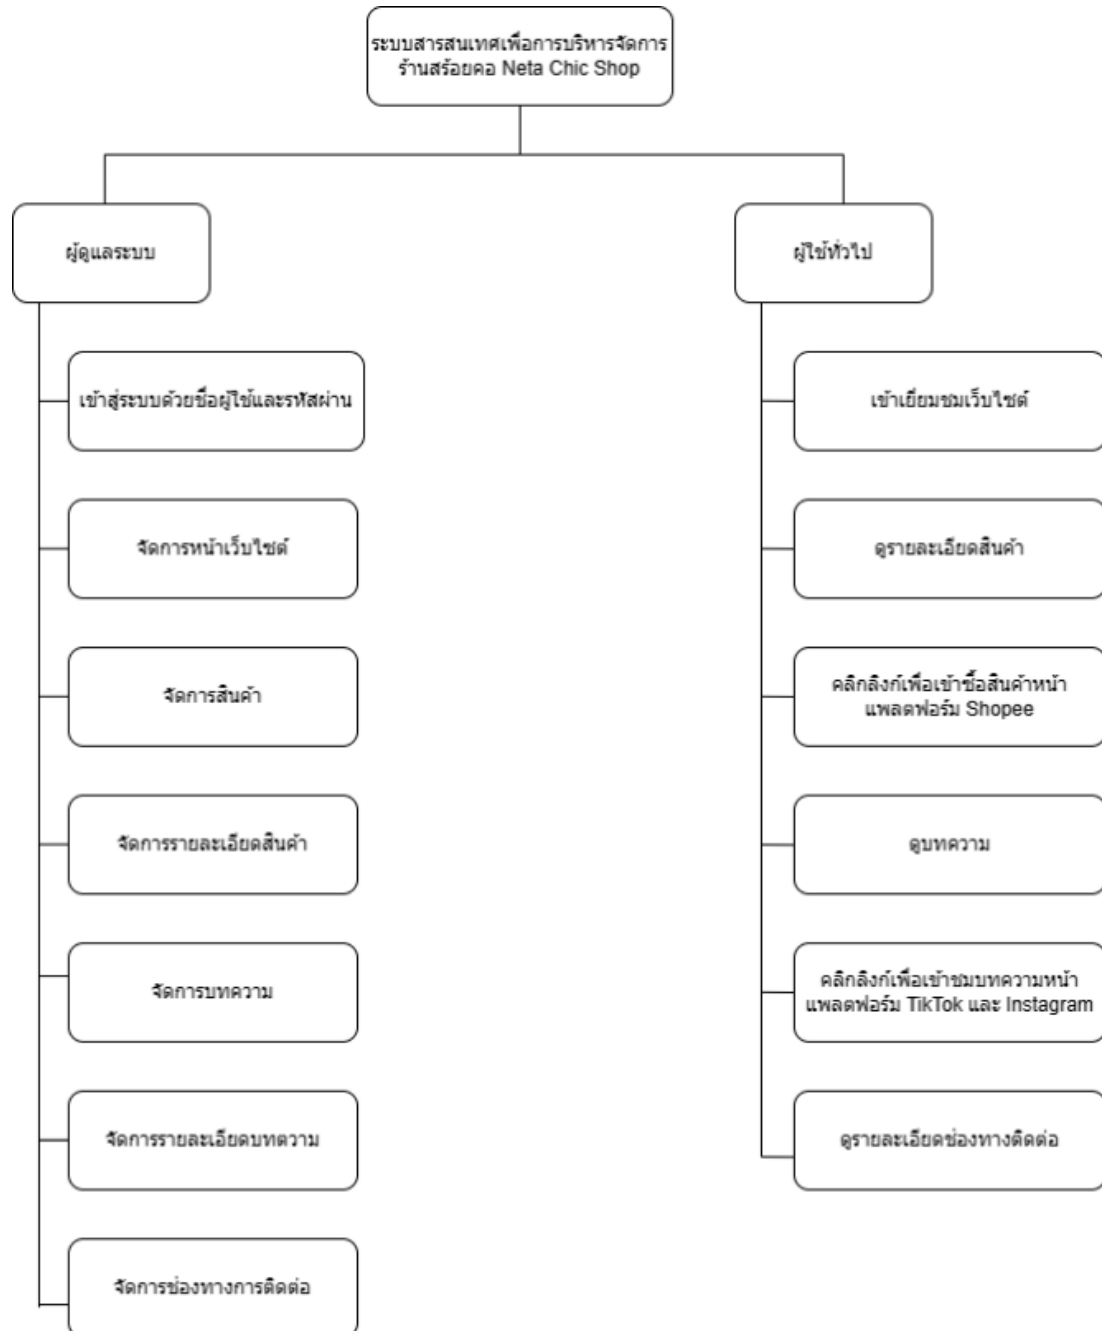 ระบบสารสนเทศเพื่อการบริหารจัดการ
ร้านสร้อยคอ Neta Chic Shop
ผู้ดูแลระบบ
ผู้ใช้ทั่วไป
เข้าสู่ระบบด้วยชื่อผู้ใช้และรหัสผ่าน
จัดการหน้าเว็บไซต์
จัดการสินค้า
จัดการรายละเอียดสินค้า
จัดการบทความ
จัดการรายละเอียดบทตวาม
จัดการช่องทางการติดต่อ
เข้าเยี่ยมชมเว็บไซต์
ดูรายละเอียดสินค้า
คลิกลิงก์เพื่อเข้าซื้อสินค้าหน้า
แพลตฟอร์ม Shopee
ดูบทความ
คลิกลิงก์เพื่อเข้าชมบทความหน้า
แพลตฟอร์ม TikTok และ Instagram
ดูรายละเอียดช่องทางติดต่อ